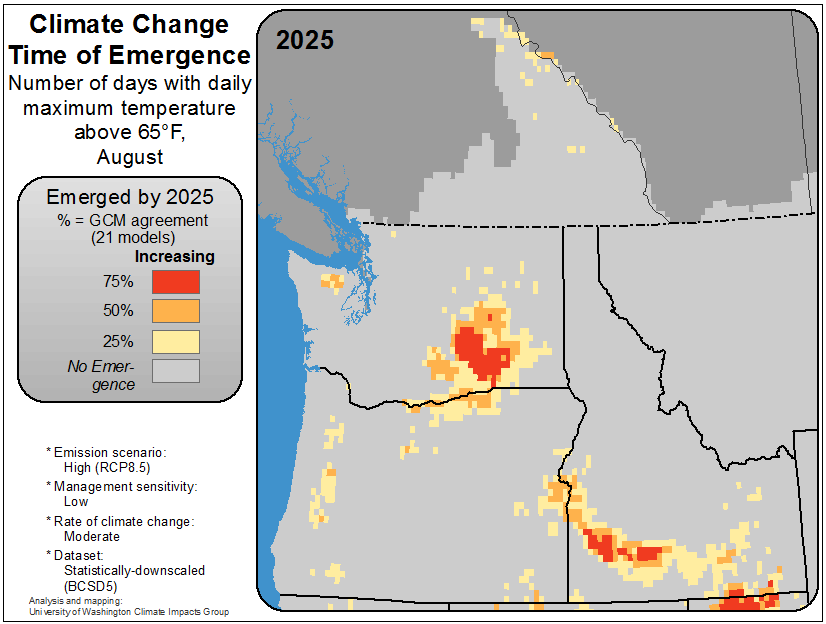 Climate Change
Time of Emergence
Number of days with daily
maximum temperature
above 65°F,
August
2025
Emerged by 2025
% = GCM agreement
(21 models)
Increasing
75%
50%
25%
No Emer-
gence
* Emission scenario:
High (RCP8.5)
* Management sensitivity:
Low
* Rate of climate change:
Moderate
* Dataset:
Statistically-downscaled
(BCSD5)
Analysis and mapping:
University of Washington Climate Impacts Group